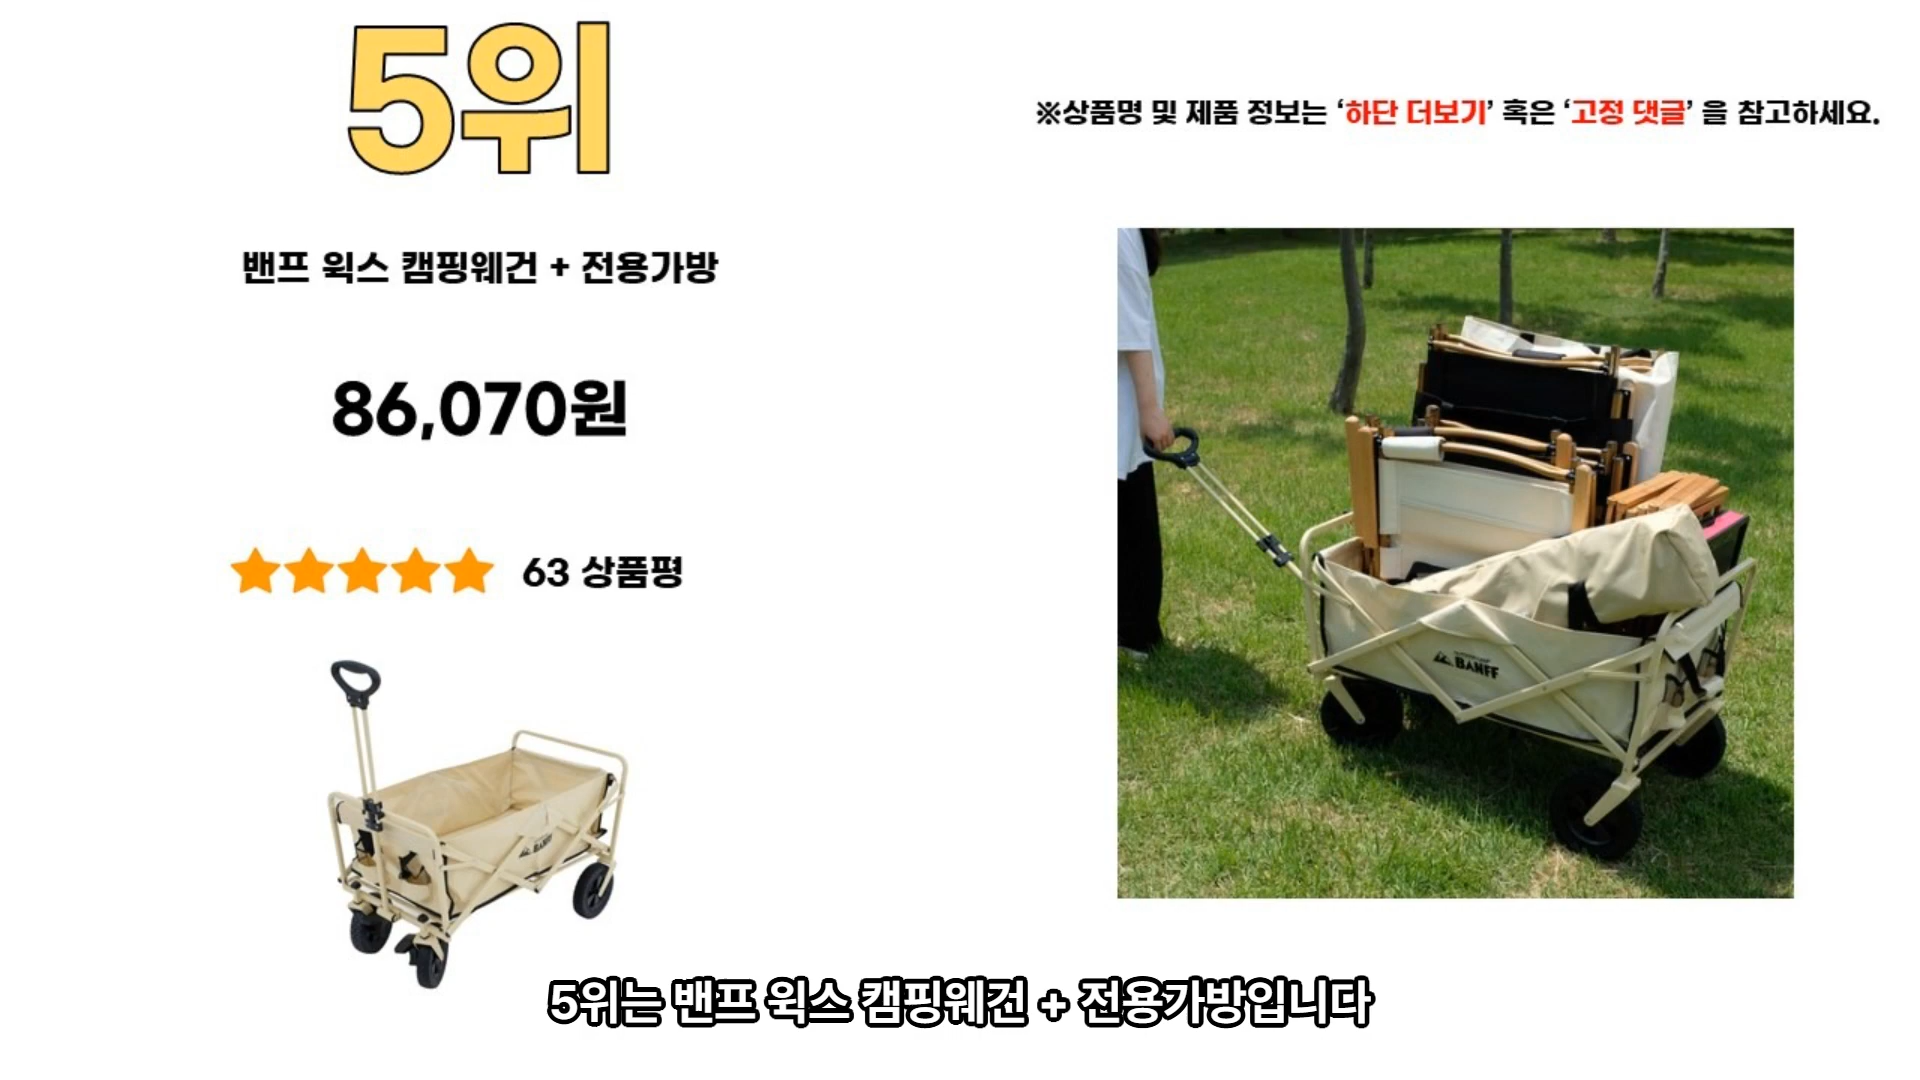 5위
※상품명 및 제품 정보는 ‘하단 더보기’ 혹은 ‘고정 댓글’ 을 참고하세요.
밴프 윅스 캠핑웨건 + 전용가방
86,070원
63 상품평
BANFF
BANFF
5위는 밴프 윅스 캠핑웨건 + 전용가방입니다